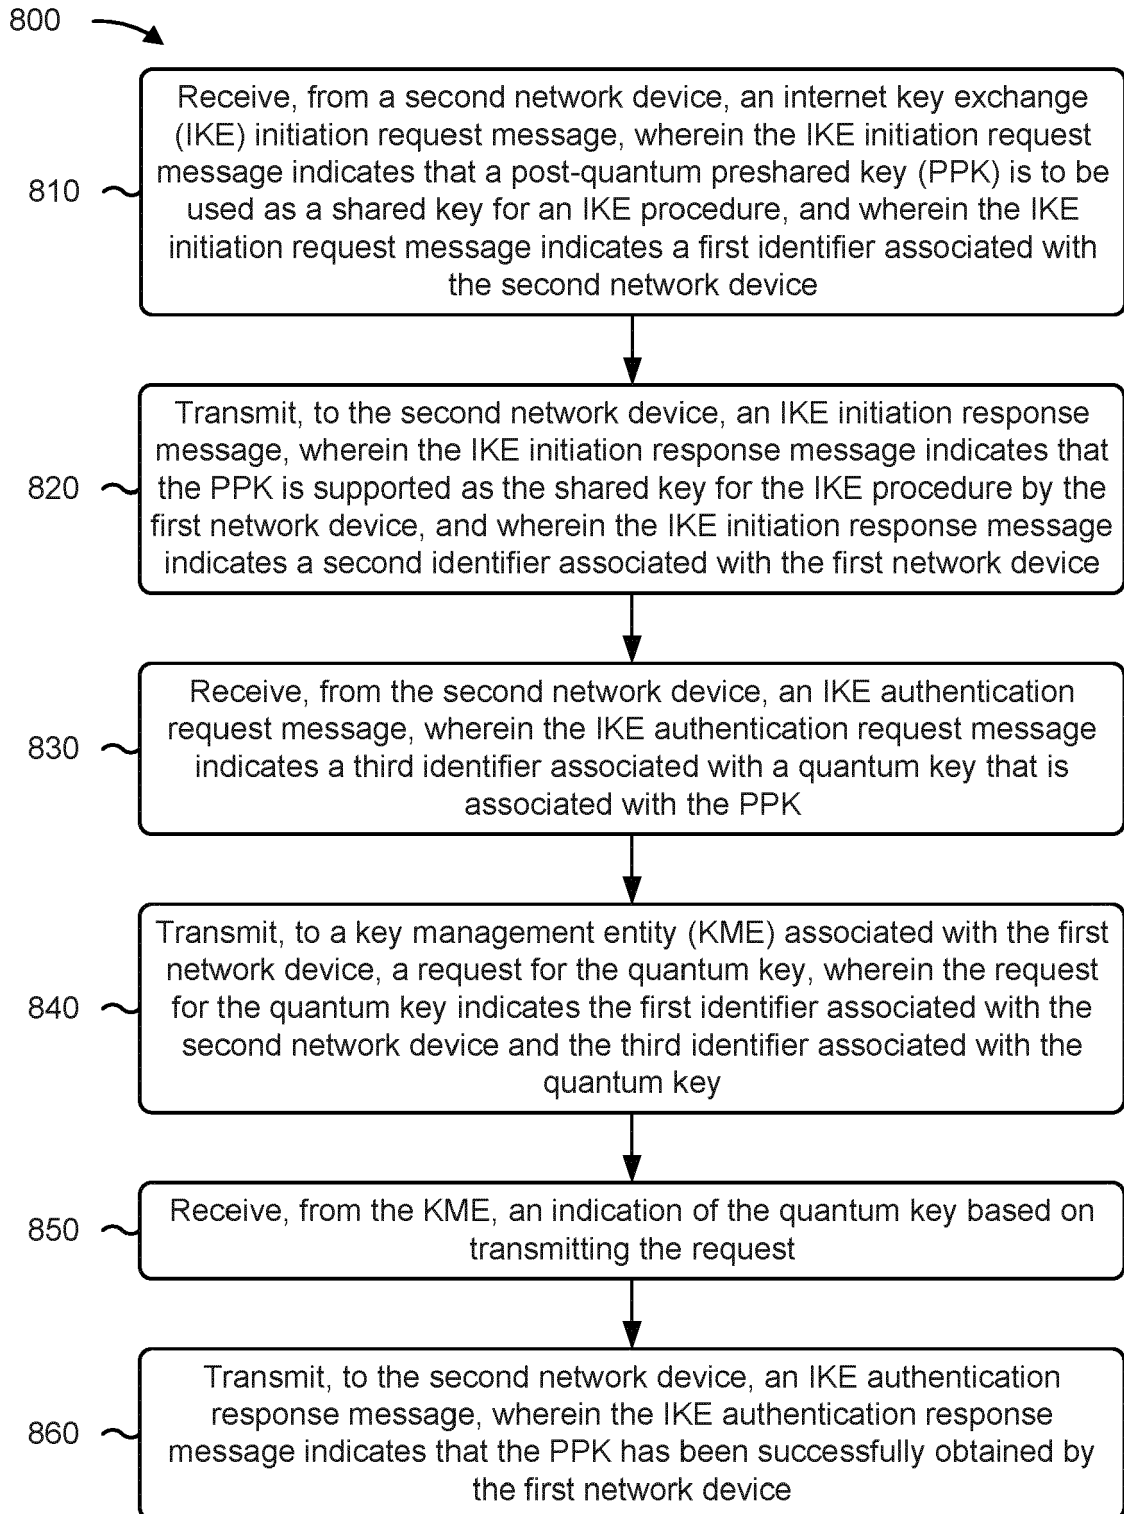 800
Receive, from a second network device, an internet key exchange
(IKE) initiation request message, wherein the IKE initiation request
message indicates that a post-quantum preshared key (PPK) is to be
810
used as a shared key for an IKE procedure, and wherein the IKE
initiation request message indicates a first identifier associated with
the second network device
Transmit, to the second network device, an IKE initiation response
message, wherein the IKE initiation response message indicates that
820
the PPK is supported as the shared key for the IKE procedure by the
first network device, and wherein the IKE initiation response message
indicates a second identifier associated with the first network device
Receive, from the second network device, an IKE authentication
request message, wherein the IKE authentication request message
830
indicates a third identifier associated with a quantum key that is
associated with the PPK
Transmit, to a key management entity (KME) associated with the first
network device, a request for the quantum key, wherein the request
840
for the quantum key indicates the first identifier associated with the
second network device and the third identifier associated with the
quantum key
850
Receive, from the KME, an indication of the quantum key based on
transmitting the request
Transmit, to the second network device, an IKE authentication
response message, wherein the IKE authentication response
860
message indicates that the PPK has been successfully obtained by
the first network device